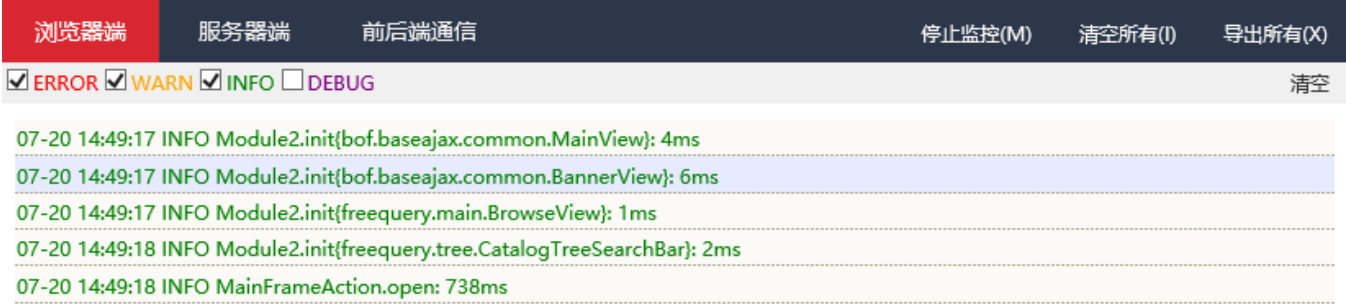 浏览器端 服务器端 前后端通信 停止监控(M) 清空所有(I) 导出所有(X)
ERROR WARN INFO DEBUG 清空
07-20 14:49:17 INFO Module2.init{bof.baseajax.common.MainView}: 4ms
07-20 14:49:17 INFO Module2.init{bof.baseajax.common.BannerView}: 6ms
07-20 14:49:17 INFO Module2.init{freequery.main.BrowseView}: 1ms
07-20 14:49:18 INFO Module2.init{freequery.tree.CatalogTreeSearchBar}: 2ms
07-20 14:49:18 INFO MainFrameAction.open: 738ms